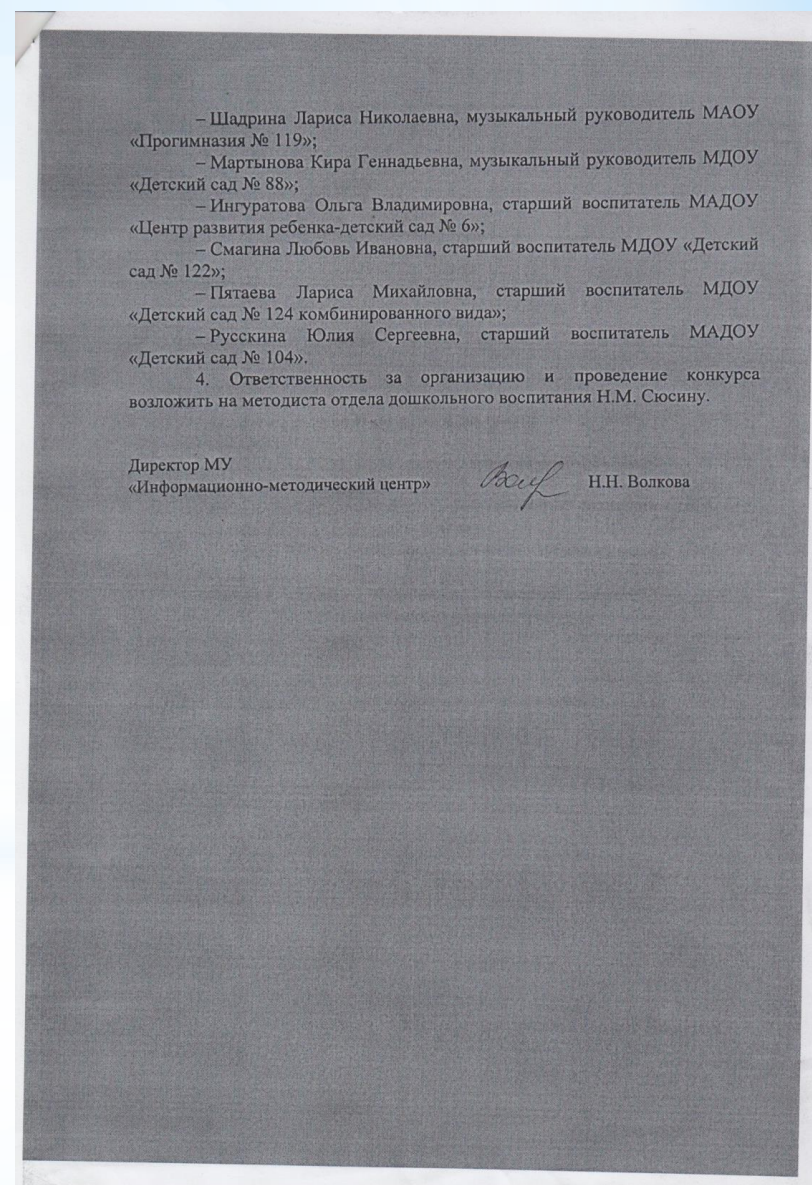 – Шадрина Лариса Николаевна, музыкальный руководитель МАОУ
«Прогимназия № 119»;
– Мартынова Кира Геннадьевна, музыкальный руководитель МДОУ
«Детский сад № 88»;
– Ингуратова Ольга Владимировна, старший воспитатель МАДОУ
«Центр развития ребенка-детский сад № 6»;
– Смагина Любовь Ивановна, старший воспитатель МДОУ «Детский
сад № 122»;
– Пятаева Лариса Михайловна, старший воспитатель МДОУ
«Детский сад № 124 комбинированного вида»;
– Русскина Юлия Сергеевна, старший воспитатель МАДОУ
«Детский сад № 104».
4. Ответственность за организацию и проведение конкурса
возложить на методиста отдела дошкольного воспитания Н.М. Сюсину.
Директор МУ
«Информационно-методический центр» Н.Н. Волкова